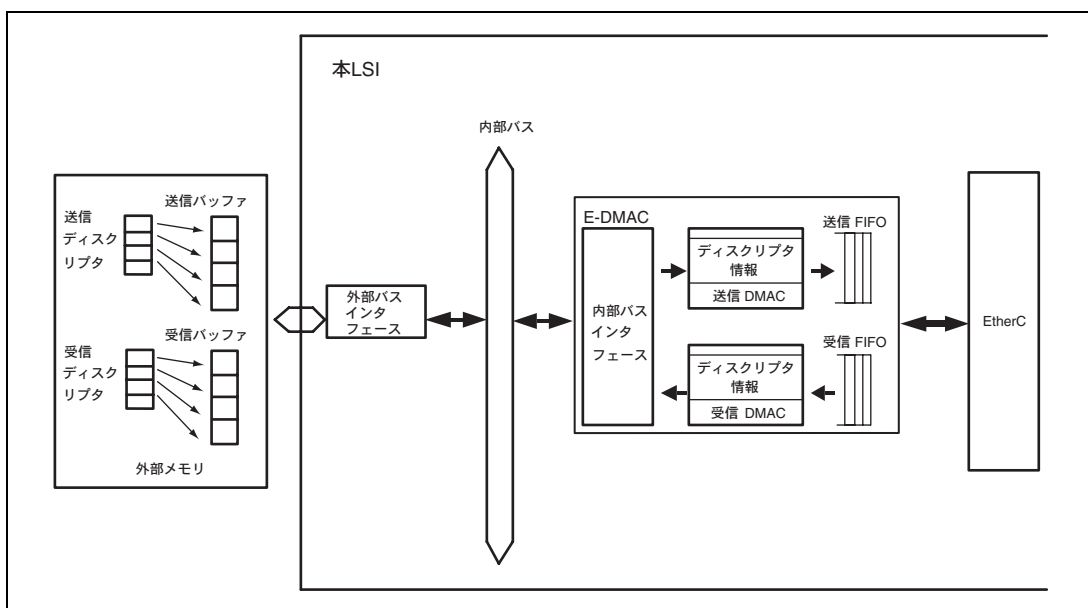 本LSI
内部バス
送信バッファ
送信
ディスク
リプタ
受信バッファ
受信
ディスク
リプタ
外部メモリ
外部バス
インタ
フェース
E-DMAC
内部バス
インタ
フェース
ディスクリプタ
情報
送信 DMAC
送信 FIFO
ディスクリプタ
情報
受信 DMAC
受信 FIFO
EtherC